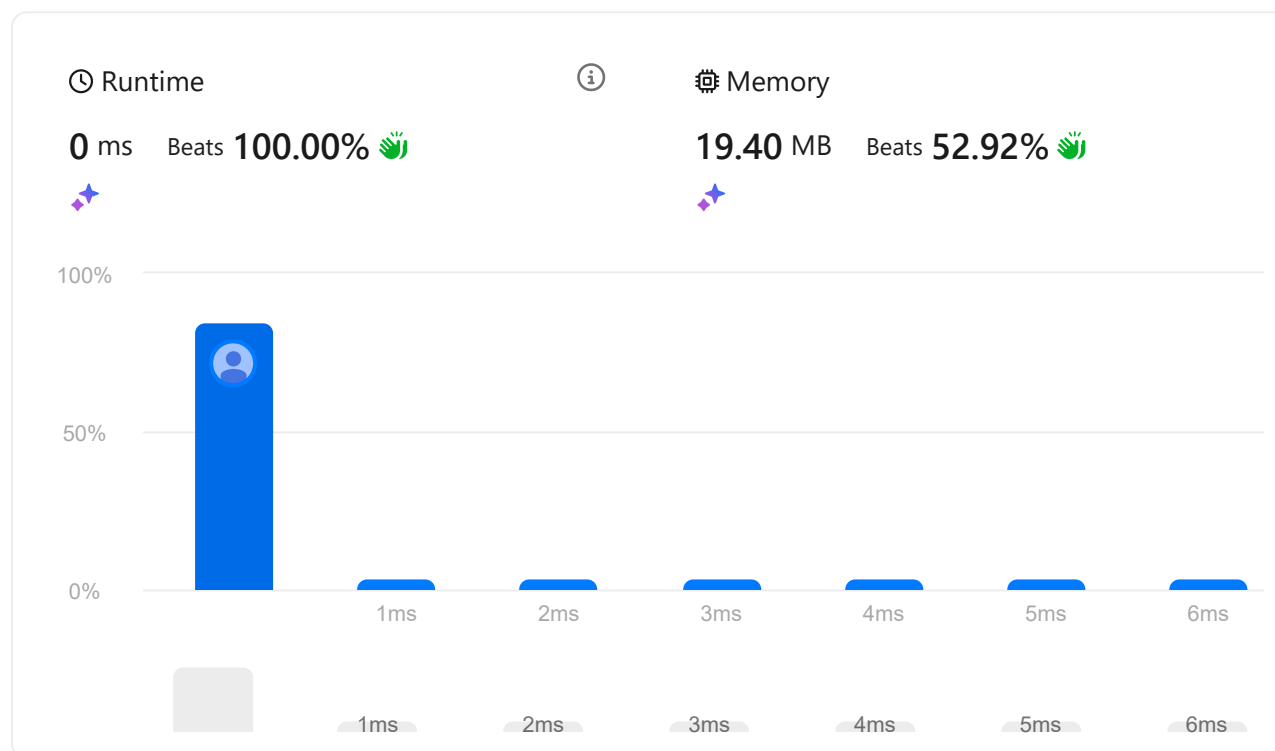 Runtime
Memory
0 ms Beats 100.00%
19.40 MB Beats 52.92%
100%
50%
0%
1ms 2ms 3ms 4ms 5ms 6ms
1ms 2ms 3ms 4ms 5ms 6ms